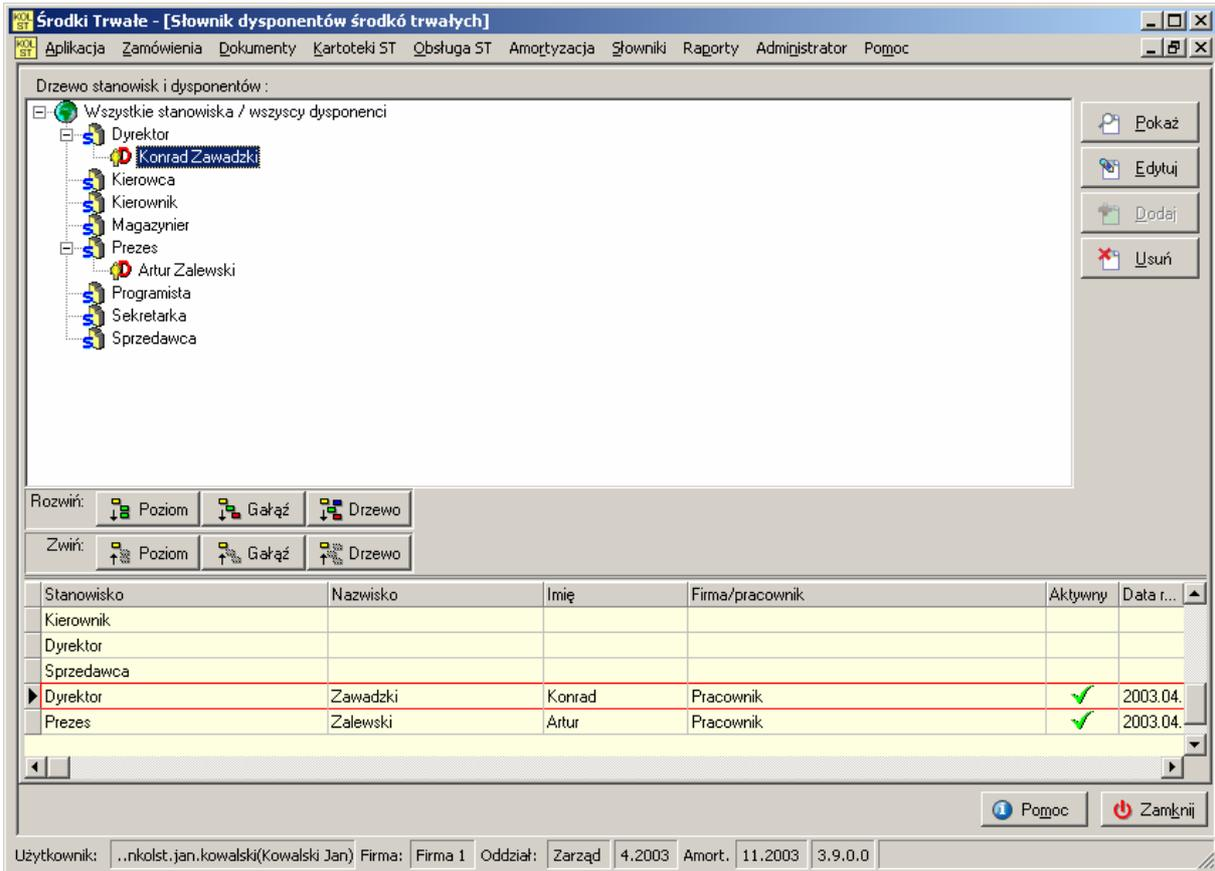 KOL ST Środki Trwałe - [Słownik dysponentów środkó trwałych]
KOL ST Aplikacja Zamówienia Dokumenty Kartoteki ST Obsługa ST Amortyzacja Słowniki Raporty Administrator Pomoc
Drzewo stanowisk i dysponentów :
Wszystkie stanowiska / wszyscy dysponenci
S Dyrektor
D Konrad Zawadzki
S Kierowca
S Kierownik
S Magazynier
S Prezes
D Artur Zalewski
S Programista
S Sekretarka
S Sprzedawca
Pokaż
Edytuj
Dodaj
Usuń
Rozwiń: Poziom Gałąź Drzewo
Zwiń: Poziom Gałąź Drzewo
Stanowisko Nazwisko Imię Firma/pracownik Aktywny Data r...
Kierownik
Dyrektor
Sprzedawca
Dyrektor Zawadzki Konrad Pracownik 2003.04.
Prezes Zalewski Artur Pracownik 2003.04.
Pomoc Zamknij
Użytkownik: ..nkolst.jan.kowalski(Kowalski Jan) Firma: Firma 1 Oddział: Zarząd 4.2003 Amort. 11.2003 3.9.0.0